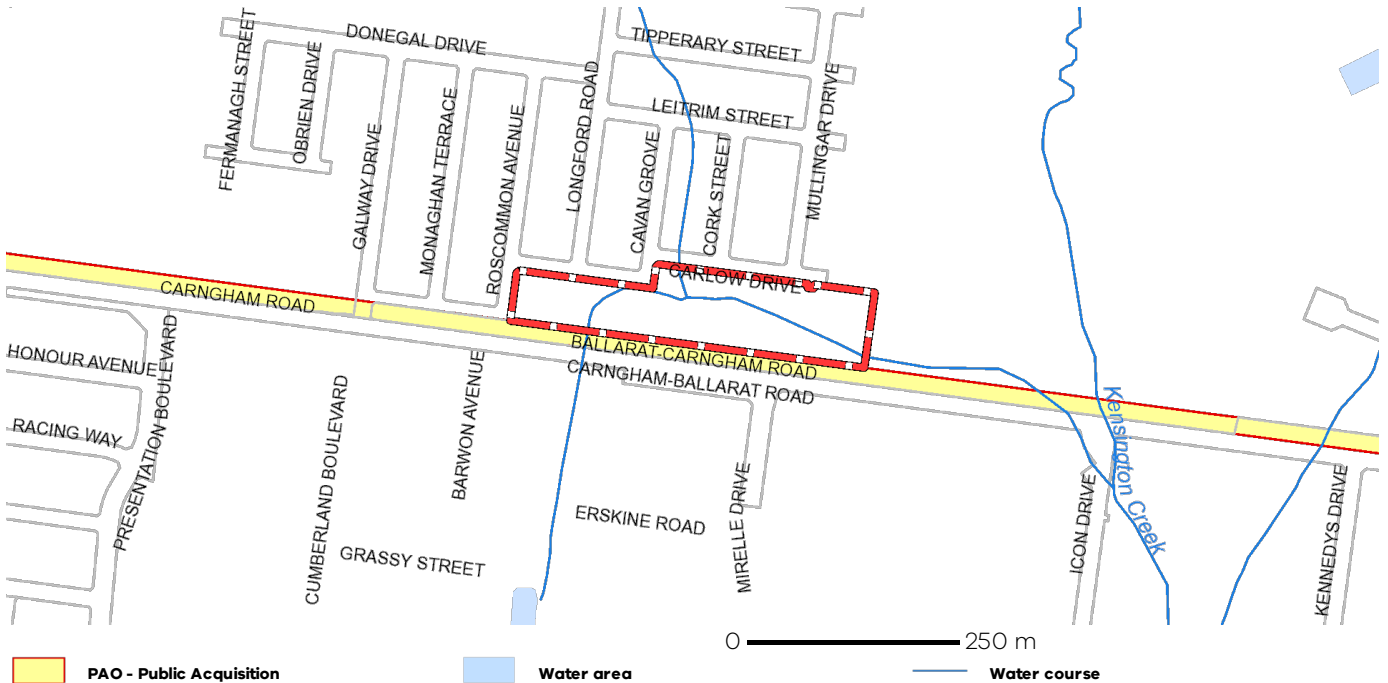 DONEGAL DRIVE
TIPPERARY STREET
FERMANAGH STREET
OBRIEN DRIVE
LONGFORD ROAD
MULLINGAR DRIVE
LEITRIM STREET
MONAGHAN TERRACE
ROSCOMMON AVENUE
GALWAY DRIVE
CAVAN GROVE
CORK STREET
CARLOW DRIVE
CARNGHAM ROAD
BALLARAT-CARNGHAM ROAD
CARNGHAM-BALLARAT ROAD
HONOUR AVENUE
PRESENTATION BOULEVARD
RACING WAY
CUMBERLAND BOULEVARD
BARWON AVENUE
GRASSY STREET
ERSKINE ROAD
MIRELLE DRIVE
Kensington Creek
ICON DRIVE
KENNEDYS DRIVE
0 250 m
PAO - Public Acquisition
Water area
Water course